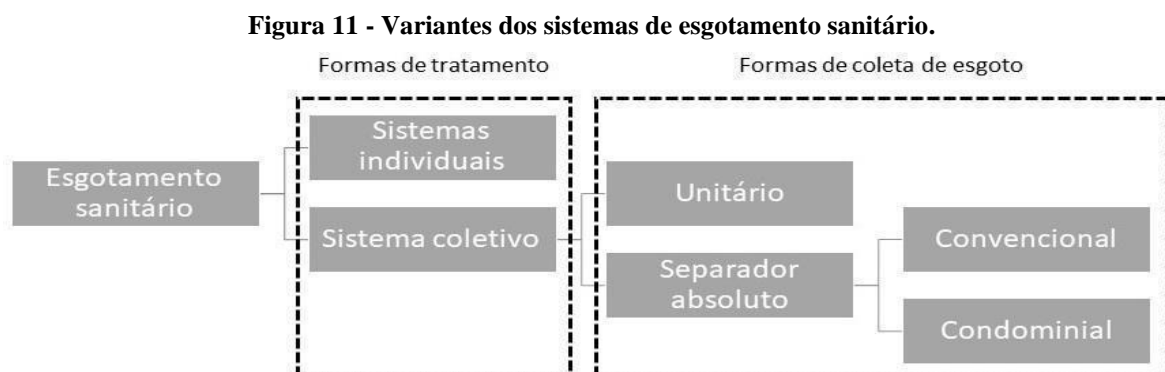 Figura 11 - Variantes dos sistemas de esgotamento sanitário.
Formas de tratamento
Formas de coleta de esgoto
Sistemas
individuais
Esgotamento
sanitário
Sistema coletivo
Unitário
Separador
absoluto
Convencional
Condominial